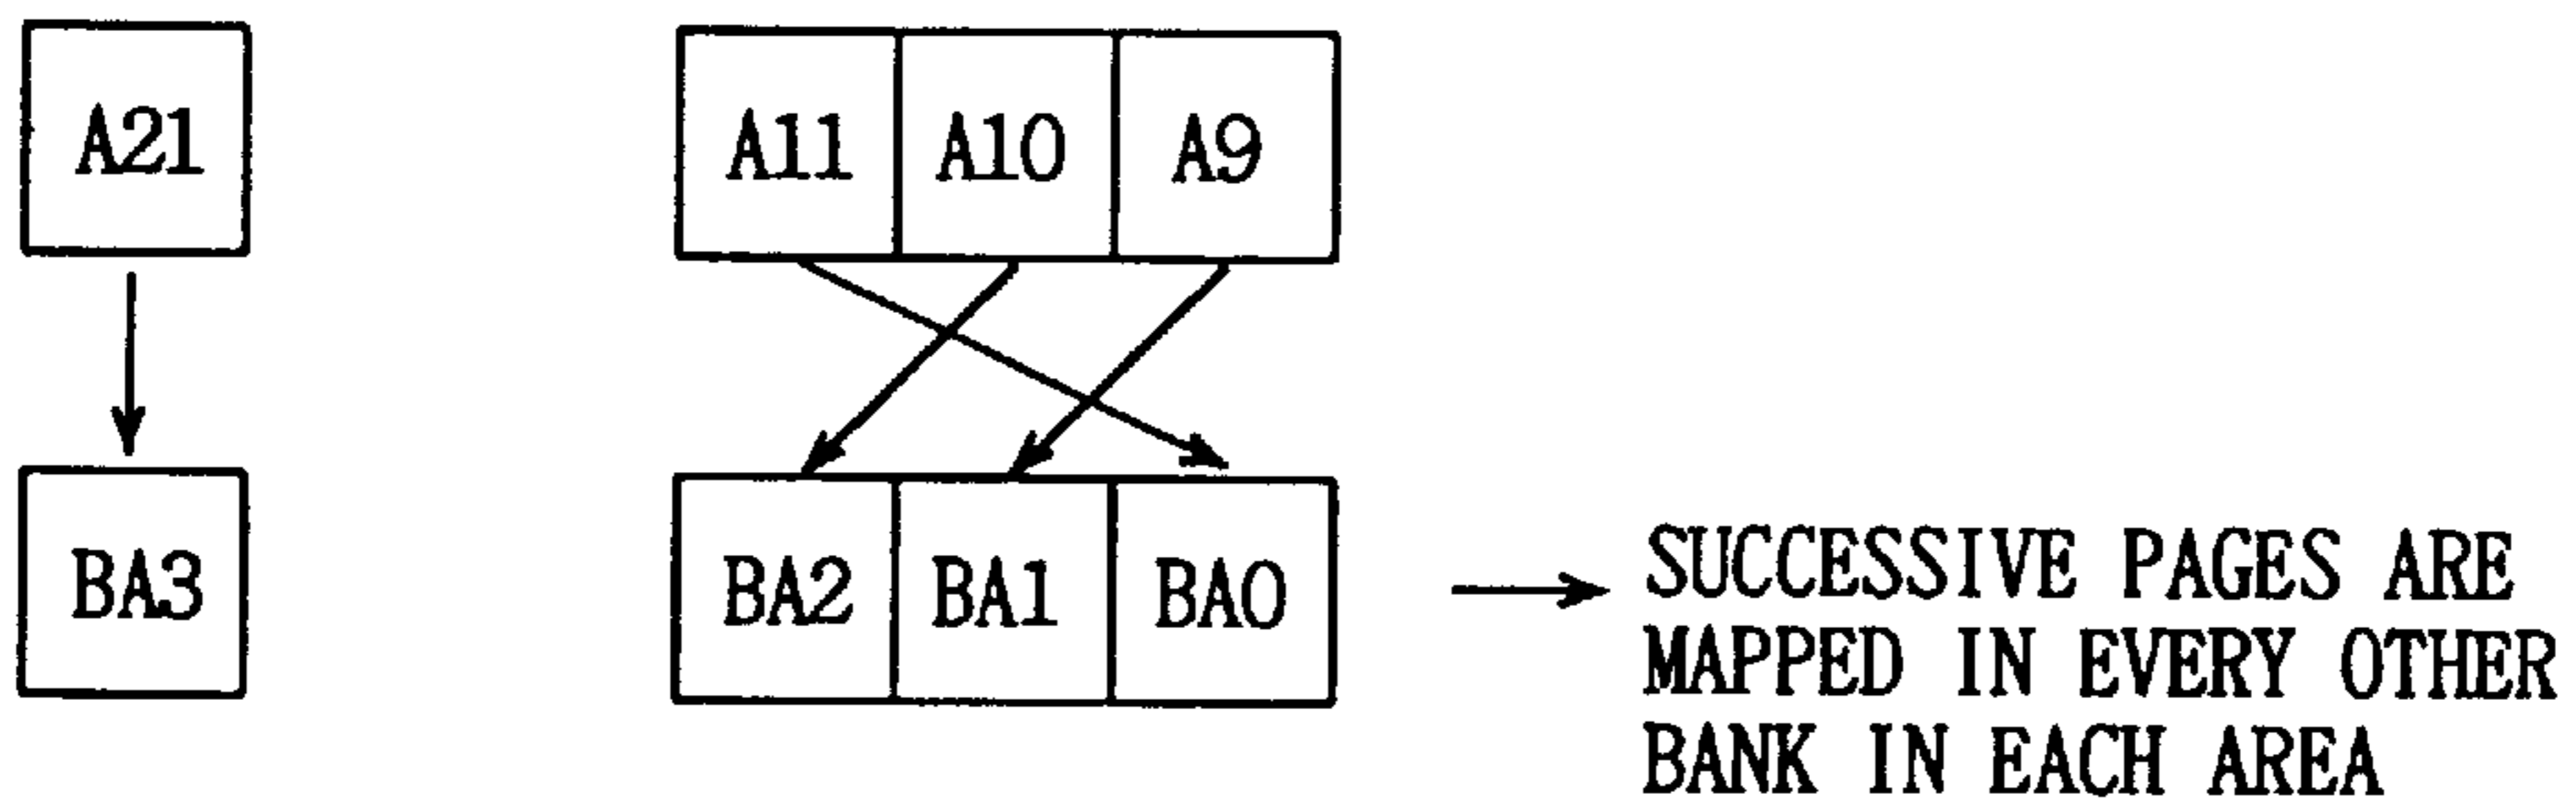 A21
A11 A10 A9
BA3
BA2 BA1 BA0
SUCCESSIVE PAGES ARE
MAPPED IN EVERY OTHER
BANK IN EACH AREA